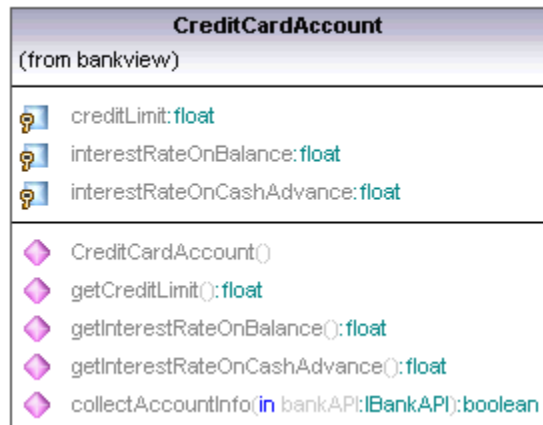 CreditCardAccount
(from bankview)
creditLimit:float
interestRateOnBalance:float
interestRateOnCashAdvance:float
CreditCardAccount()
getCreditLimit():float
getInterestRateOnBalance():float
getInterestRateOnCashAdvance():float
collectAccountInfo(in bankAPI:IBankAPI):boolean